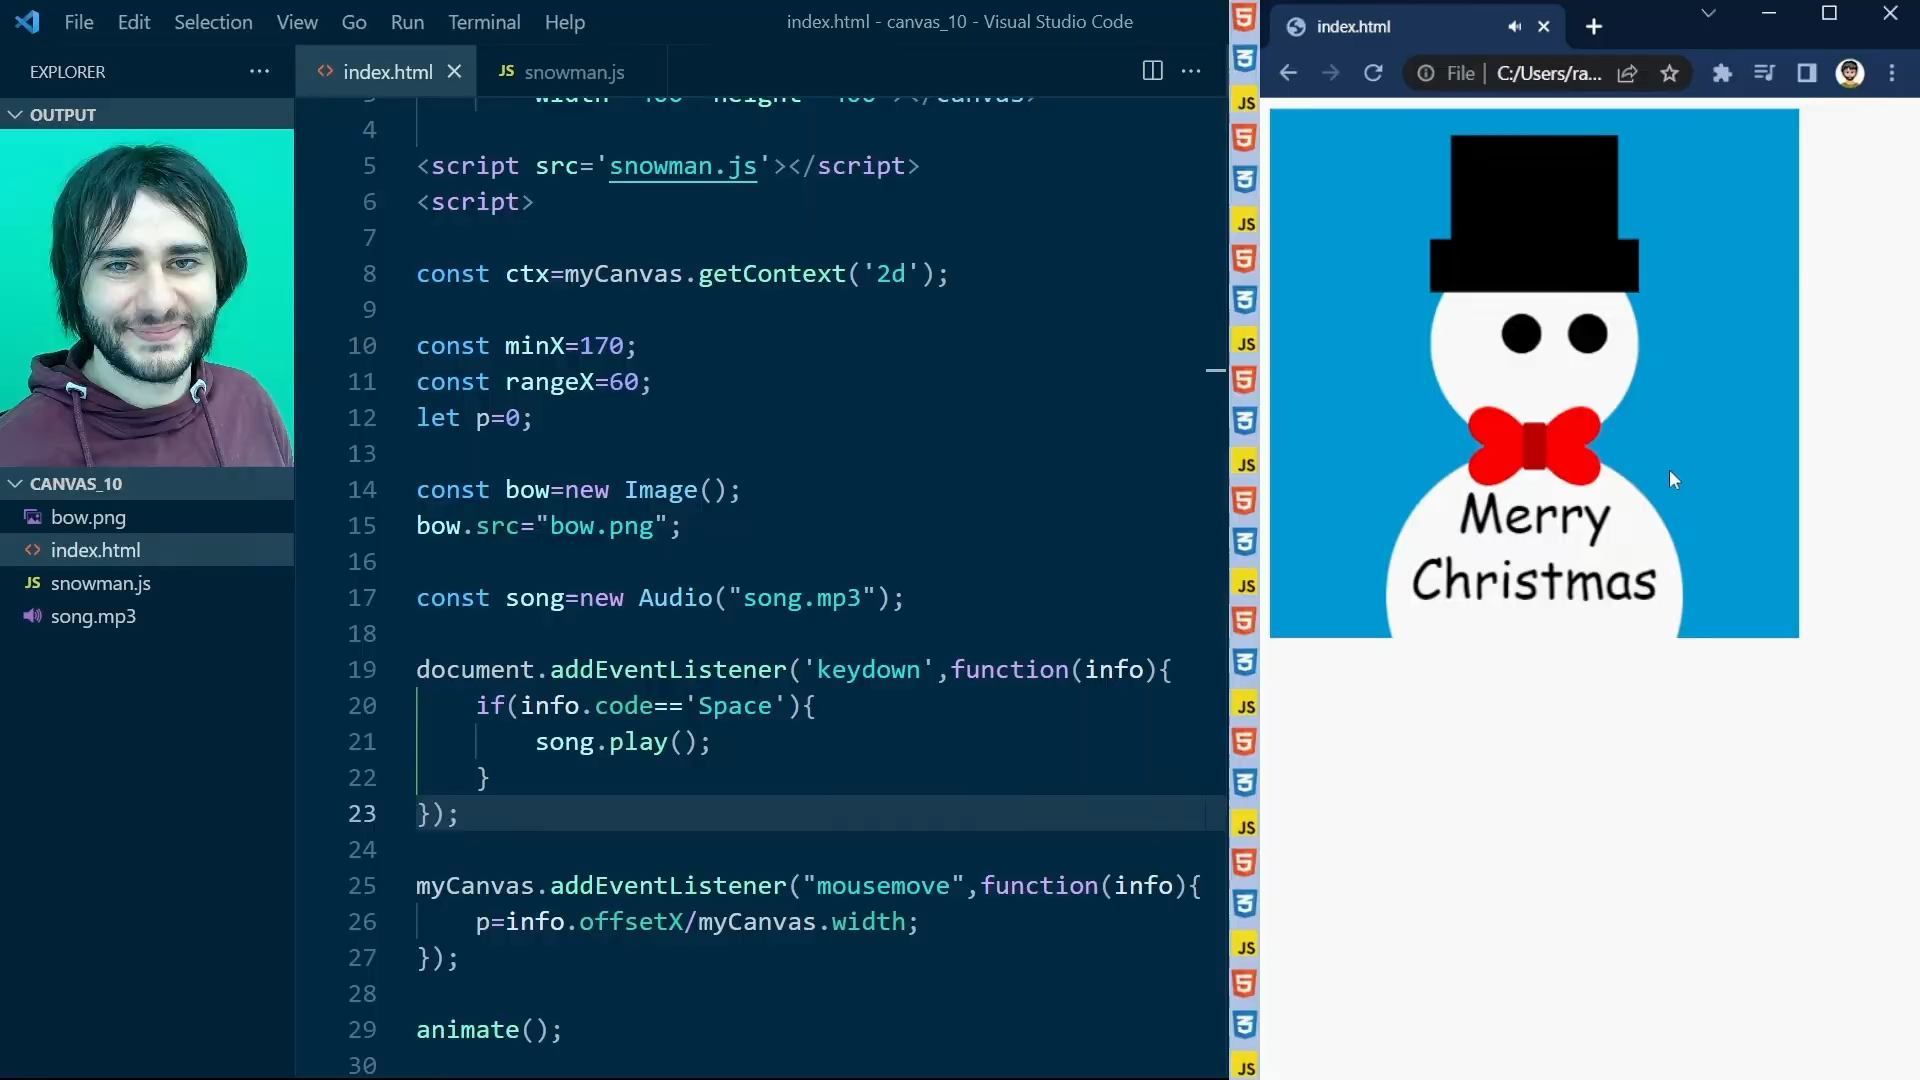 File Edit Selection View Go Run Terminal Help
index.html - canvas_10 - Visual Studio Code
EXPLORER
index.html
JS snowman.js
OUTPUT
CANVAS_10
bow.png
index.html
JS snowman.js
song.mp3
4
5 <script src='snowman.js'></script>
6 <script>
7
8 const ctx=myCanvas.getContext('2d');
9
10 const minX=170;
11 const rangeX=60;
12 let p=0;
13
14 const bow=new Image();
15 bow.src="bow.png";
16
17 const song=new Audio("song.mp3");
18
19 document.addEventListener('keydown',function(info){
20 if(info.code=='Space'){
21 song.play();
22 }
23 });
24
25 myCanvas.addEventListener("mousemove",function(info){
26 p=info.offsetX/myCanvas.width;
27 });
28
29 animate();
30
index.html
File C:/Users/ra...
Merry
Christmas